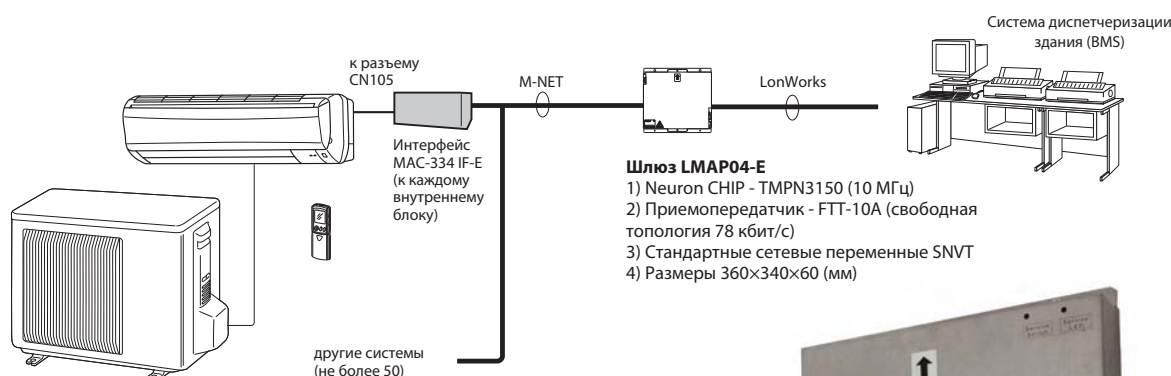 Система диспетчеризации
здания (BMS)
к разъему
CN105
M-NET
LonWorks
Интерфейс
MAC-334 IF-E
(к каждому
внутреннему
блоку)
Шлюз LMAP04-E
1) Neuron CHIP - TMPN3150 (10 МГц)
2) Приемопередатчик - FTT-10A (свободная
топология 78 кбит/с)
3) Стандартные сетевые переменные SNVT
4) Размеры 360×340×60 (мм)
другие системы
(не более 50)